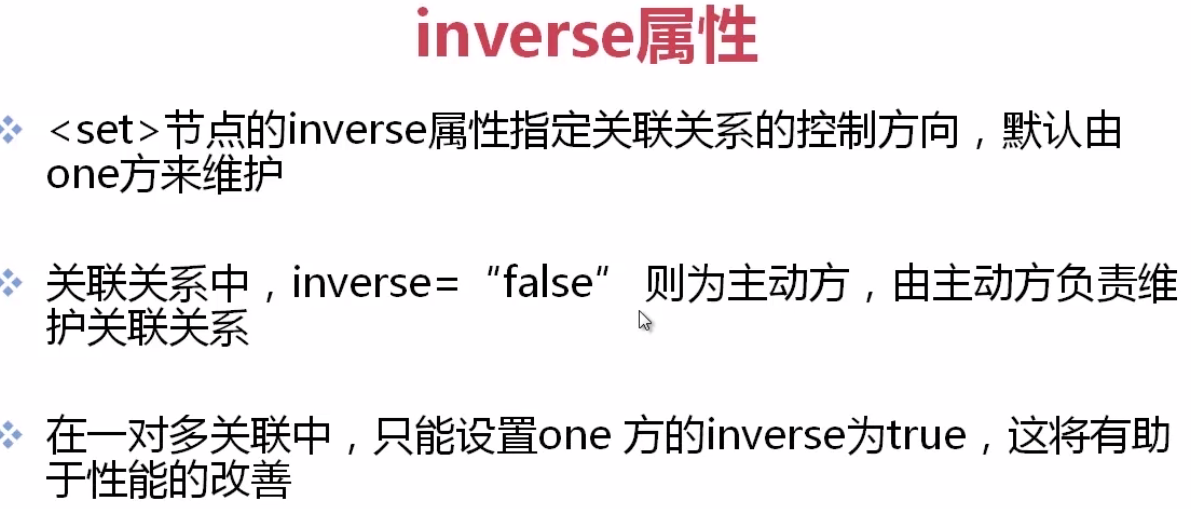 inverse属性
<set>节点的inverse属性指定关联关系的控制方向，默认由
one方来维护
关联关系中，inverse=“false” 则为主动方，由主动方负责维
护关联关系
在一对多关联中，只能设置one 方的inverse为true，这将有助
于性能的改善